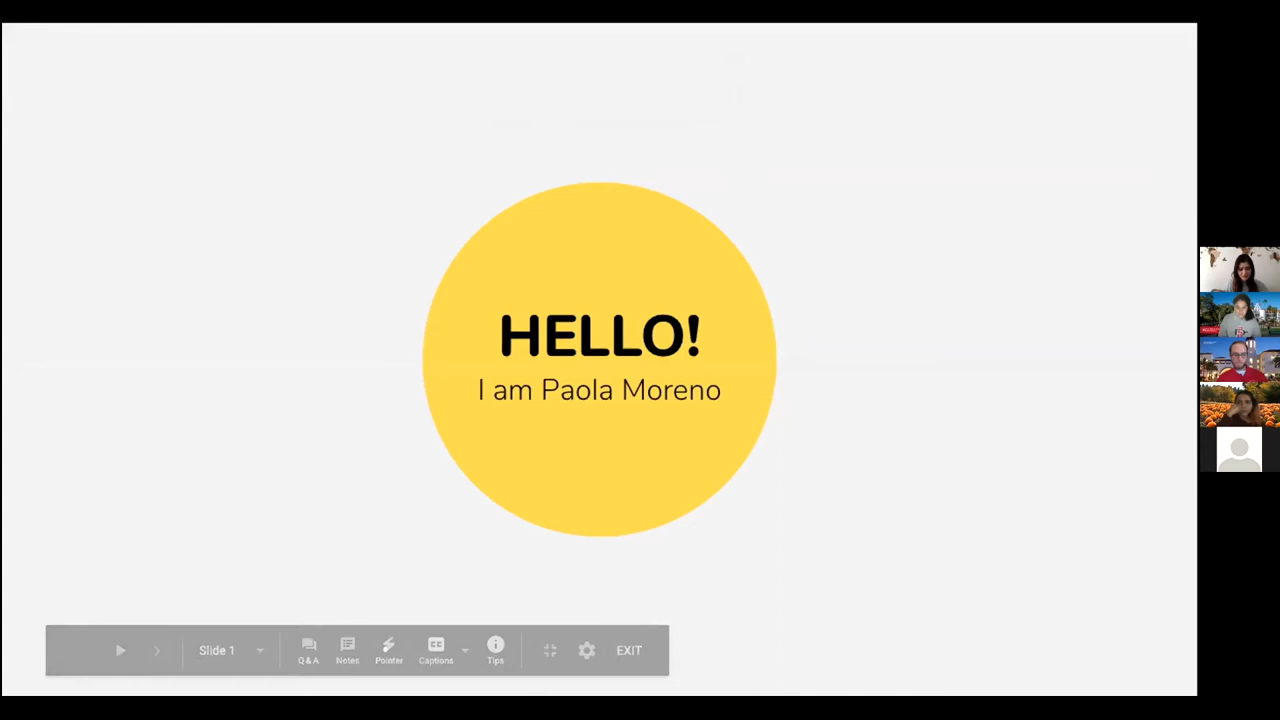 HELLO!
I am Paola Moreno
Slide 1
Q & A
Notes
Pointer
Captions
Tips
EXIT